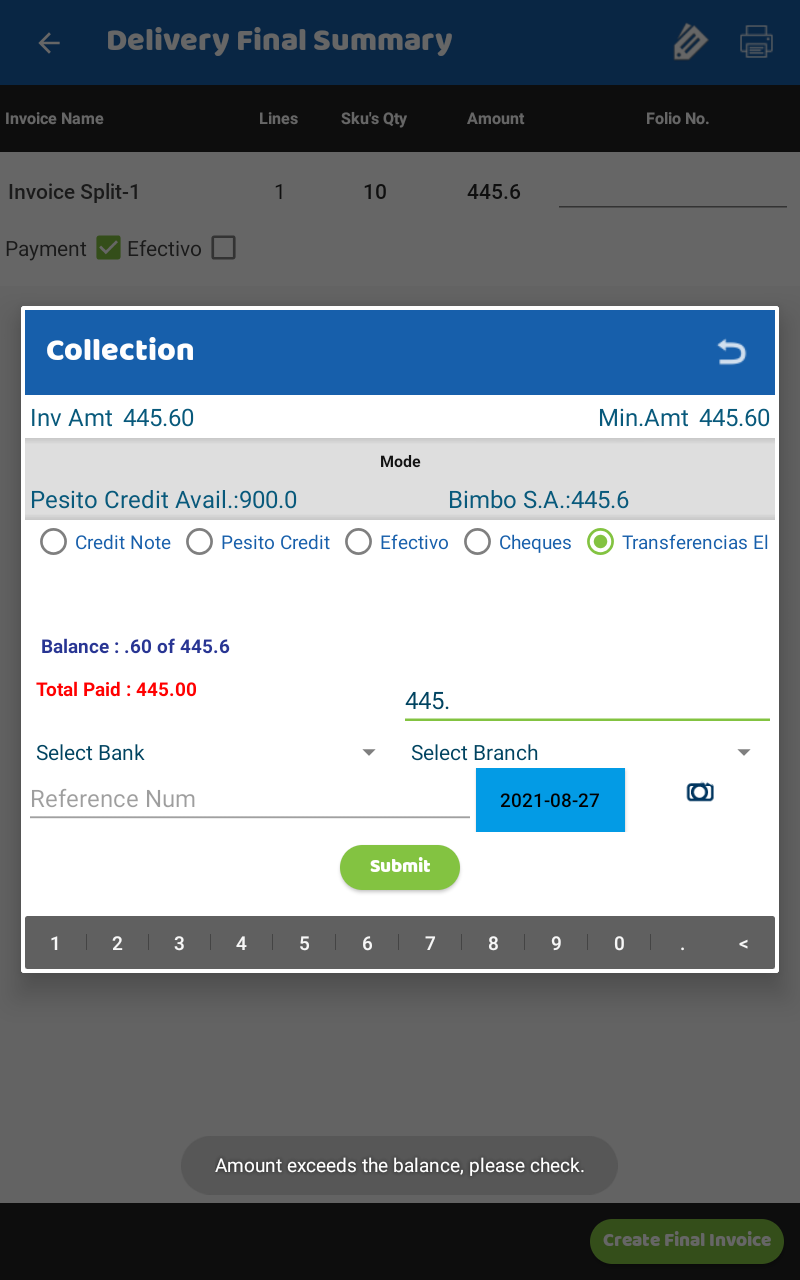 Delivery Final Summary
Invoice Name Lines Sku's Qty Amount Folio No.
Invoice Split-1 1 10 445.6
Payment Efectivo
Collection
Inv Amt 445.60 Min.Amt 445.60
Mode
Pesito Credit Avail.:900.0 Bimbo S.A.:445.6
Credit Note Pesito Credit Efectivo Cheques Transferencias El
Balance : .60 of 445.6
Total Paid : 445.00
445.
Select Bank Select Branch
Reference Num 2021-08-27
Submit
1 2 3 4 5 6 7 8 9 0 . <
Amount exceeds the balance, please check.
Create Final Invoice